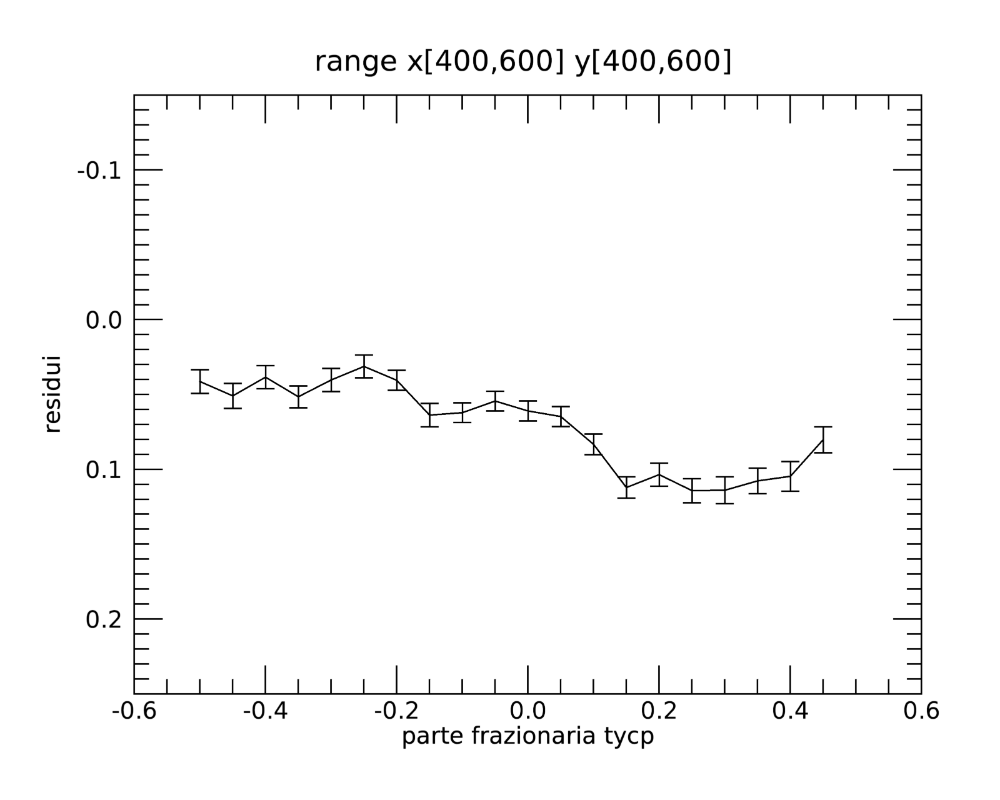 range x[400,600] y[400,600]
-0.1
0.0
0.1
0.2
residui
-0.6 -0.4 -0.2 0.0 0.2 0.4 0.6
parte frazionaria tycp